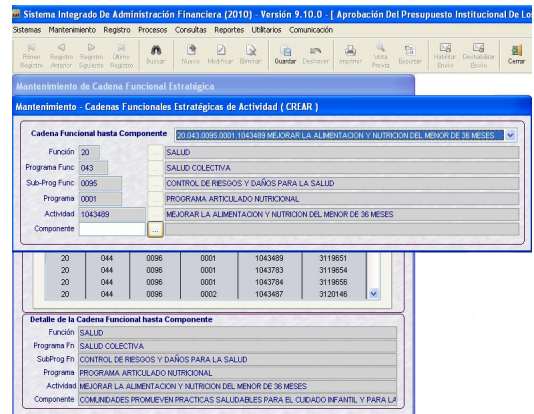 Sistema Integrado De Administración Financiera (2010) - Versión 9.10.0 - [ Aprobación Del Presupuesto Institucional De Lo
Sistemas Mantenimiento Registro Procesos Consultas Reportes Utilitarios Comunicación
Primer Registro Registro Anterior Registro Siguiente Último Registro Buscar Nuevo Modificar Eliminar Guardar Deshacer Imprimir Vista Previa Exportar Habilitar Envío Deshabilitar Envío Cerrar
Mantenimiento de Cadena Funcional Estratégica
Mantenimiento - Cadenas Funcionales Estratégicas de Actividad ( CREAR )
Cadena Funcional hasta Componente 20.043.0095.0001.1043489 MEJORAR LA ALIMENTACION Y NUTRICION DEL MENOR DE 36 MESES
Función 20 ... SALUD
Programa Func 043 ... SALUD COLECTIVA
Sub-Prog Func 0095 ... CONTROL DE RIESGOS Y DAÑOS PARA LA SALUD
Programa 0001 ... PROGRAMA ARTICULADO NUTRICIONAL
Actividad 1043489 ... MEJORAR LA ALIMENTACION Y NUTRICION DEL MENOR DE 36 MESES
Componente ...
20 044 0096 0001 1043489 3119651
20 044 0096 0001 1043783 3119654
20 044 0096 0001 1043784 3119656
20 044 0096 0002 1043487 3120146
Detalle de la Cadena Funcional hasta Componente
Función SALUD
Programa Fn SALUD COLECTIVA
SubProg Fn CONTROL DE RIESGOS Y DAÑOS PARA LA SALUD
Programa PROGRAMA ARTICULADO NUTRICIONAL
Actividad MEJORAR LA ALIMENTACION Y NUTRICION DEL MENOR DE 36 MESES
Componente COMUNIDADES PROMUEVEN PRACTICAS SALUDABLES PARA EL CUIDADO INFANTIL Y PARA LA